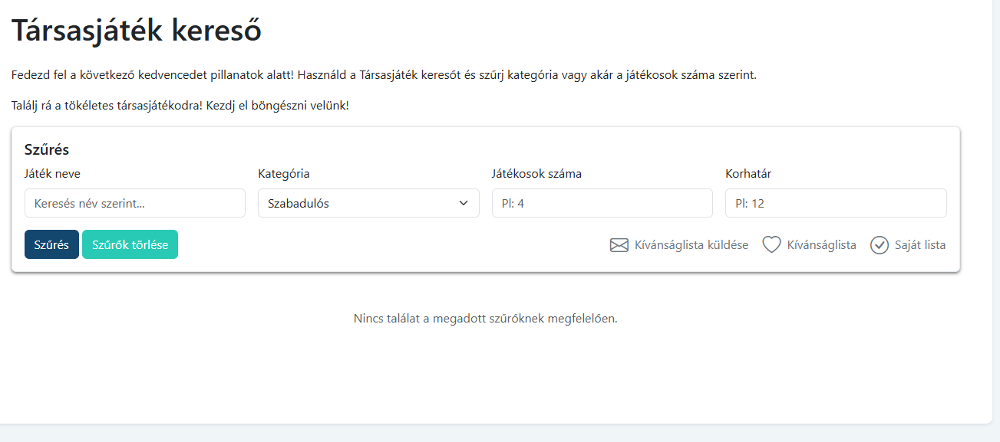 Társasjáték kereső
Fedezd fel a következő kedvencedet pillanatok alatt! Használd a Társasjáték keresőt és szűrj kategória vagy akár a játékosok száma szerint.
Találj rá a tökéletes társasjátékodra! Kezdj el böngészni velünk!
Szűrés
Játék neve Kategória Játékosok száma Korhatár
Keresés név szerint... Szabadulós Pl: 4 Pl: 12
Szűrés Szűrők törlése Kívánságlista küldése Kívánságlista Saját lista
Nincs találat a megadott szűrőknek megfelelően.